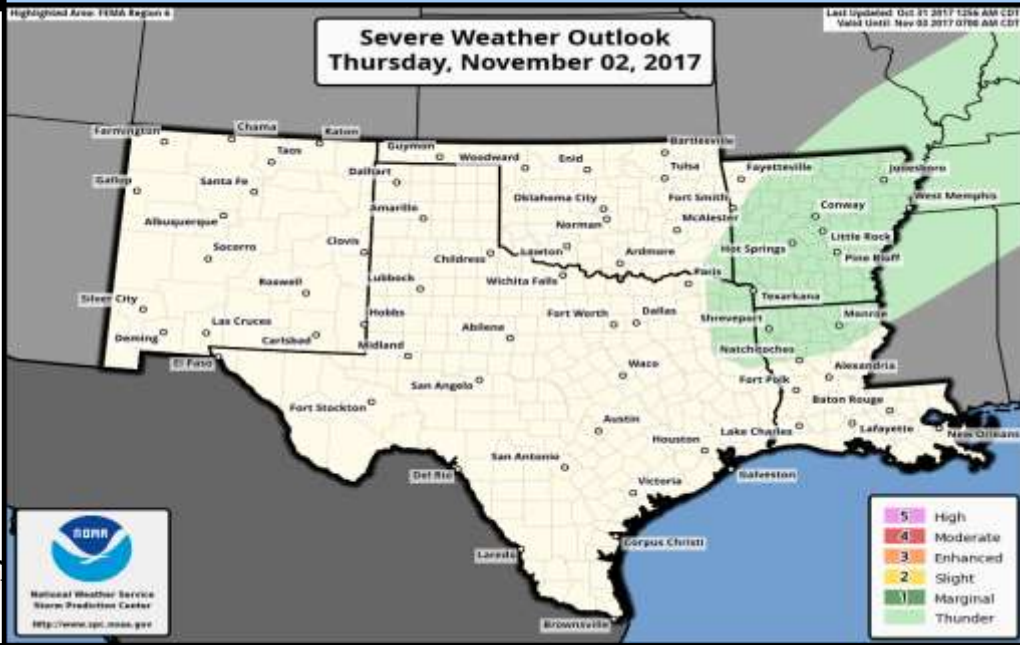 Highlighted Area: FEMA Region 6
Last Updated: Oct 31 2017 1256 AM CDT
Valid Until: Nov 03 2017 0700 AM CDT
Severe Weather Outlook
Thursday, November 02, 2017
Farmington
Chama
Raton
Taos
Guymon
Woodward
Enid
Bartlesville
Tulsa
Fayetteville
Jonesboro
Gallup
Santa Fe
Dalhart
Oklahoma City
Fort Smith
West Memphis
Albuquerque
Amarillo
Norman
McAlester
Conway
Socorro
Clovis
Childress
Lawton
Ardmore
Hot Springs
Little Rock
Pine Bluff
Roswell
Lubbock
Wichita Falls
Paris
Texarkana
Silver City
Las Cruces
Hobbs
Abilene
Fort Worth
Dallas
Shreveport
Monroe
Deming
Carlsbad
Midland
Natchitoches
El Paso
San Angelo
Waco
Alexandria
Fort Polk
Fort Stockton
Austin
Baton Rouge
Houston
Lake Charles
Lafayette
New Orleans
Del Rio
San Antonio
Galveston
Victoria
Laredo
Corpus Christi
Brownsville
NOAA
National Weather Service
Storm Prediction Center
http://www.spc.noaa.gov
5 High
4 Moderate
3 Enhanced
2 Slight
1 Marginal
Thunder